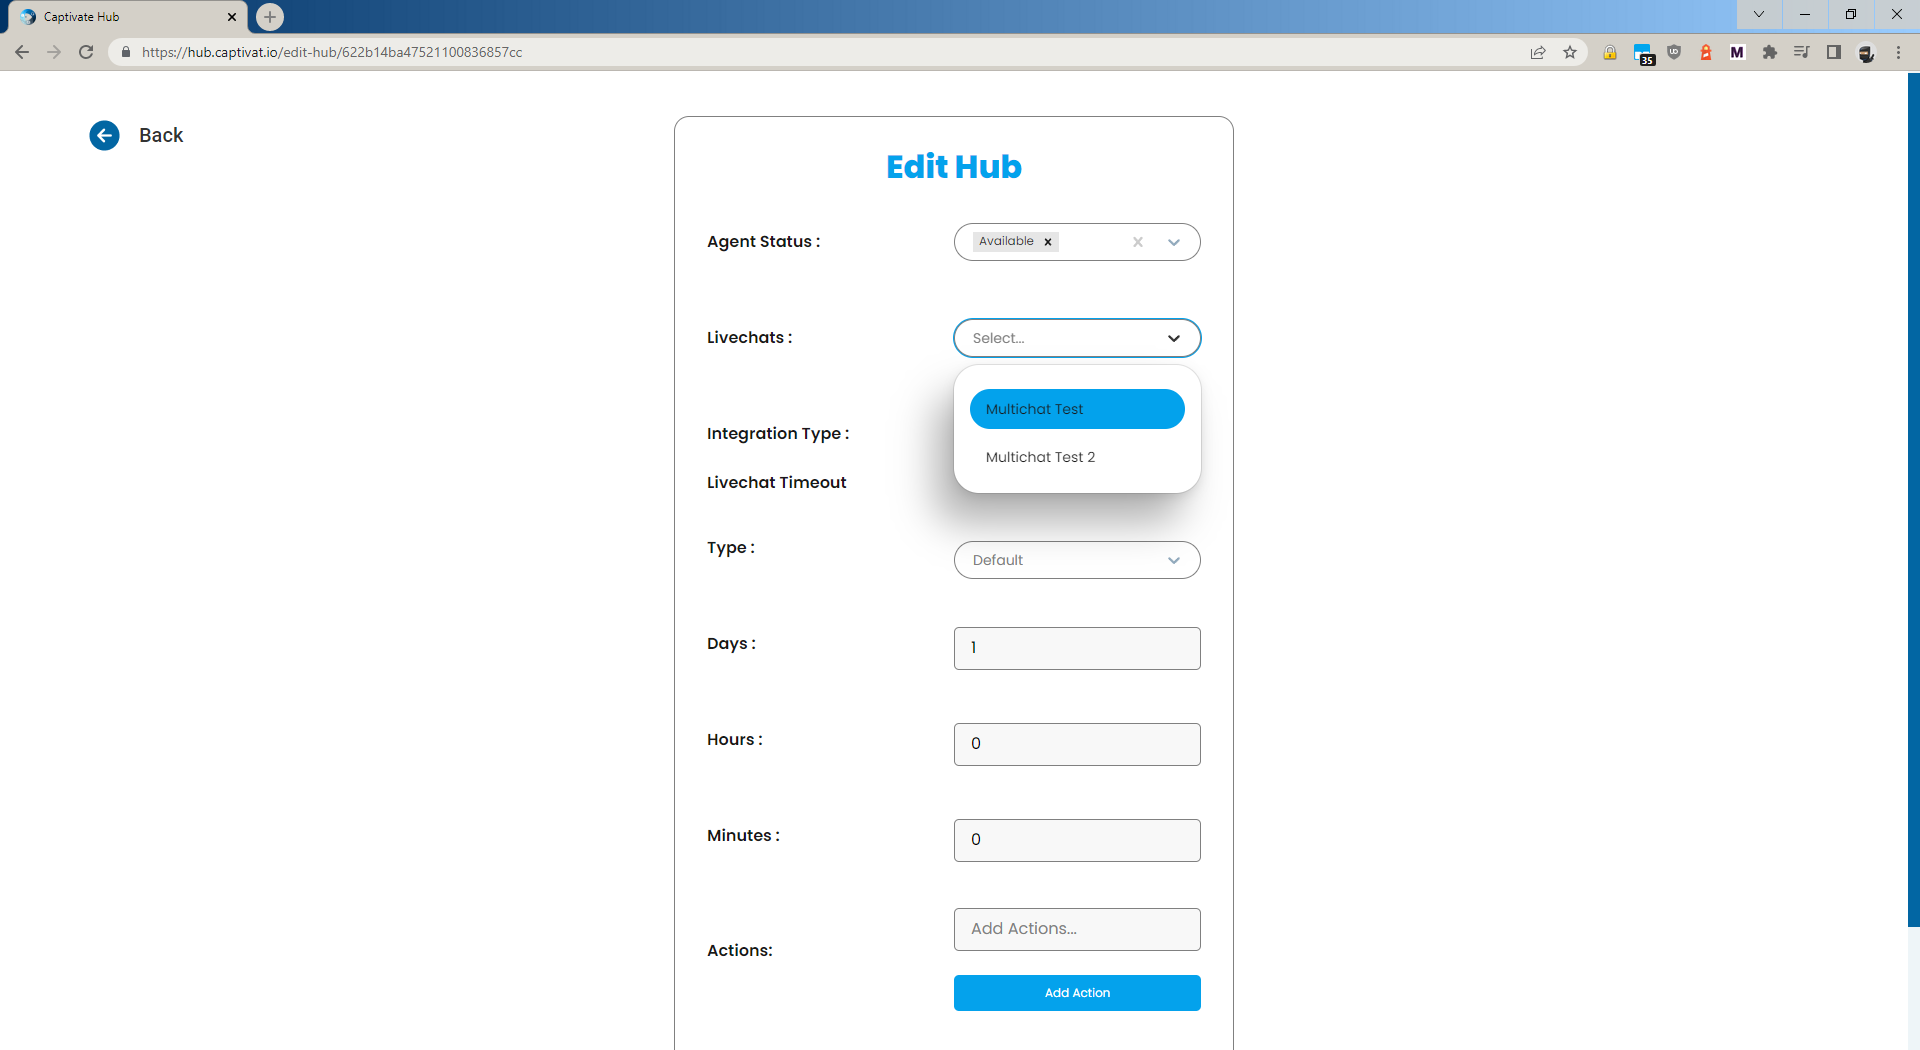 Captivate Hub
https://hub.captivat.io/edit-hub/622b14ba47521100836857cc
35
UD
M
Back
Edit Hub
Agent Status :
Available
Livechats :
Select...
Multichat Test
Integration Type :
Multichat Test 2
Livechat Timeout
Type :
Default
Days :
1
Hours :
0
Minutes :
0
Add Actions...
Actions:
Add Action